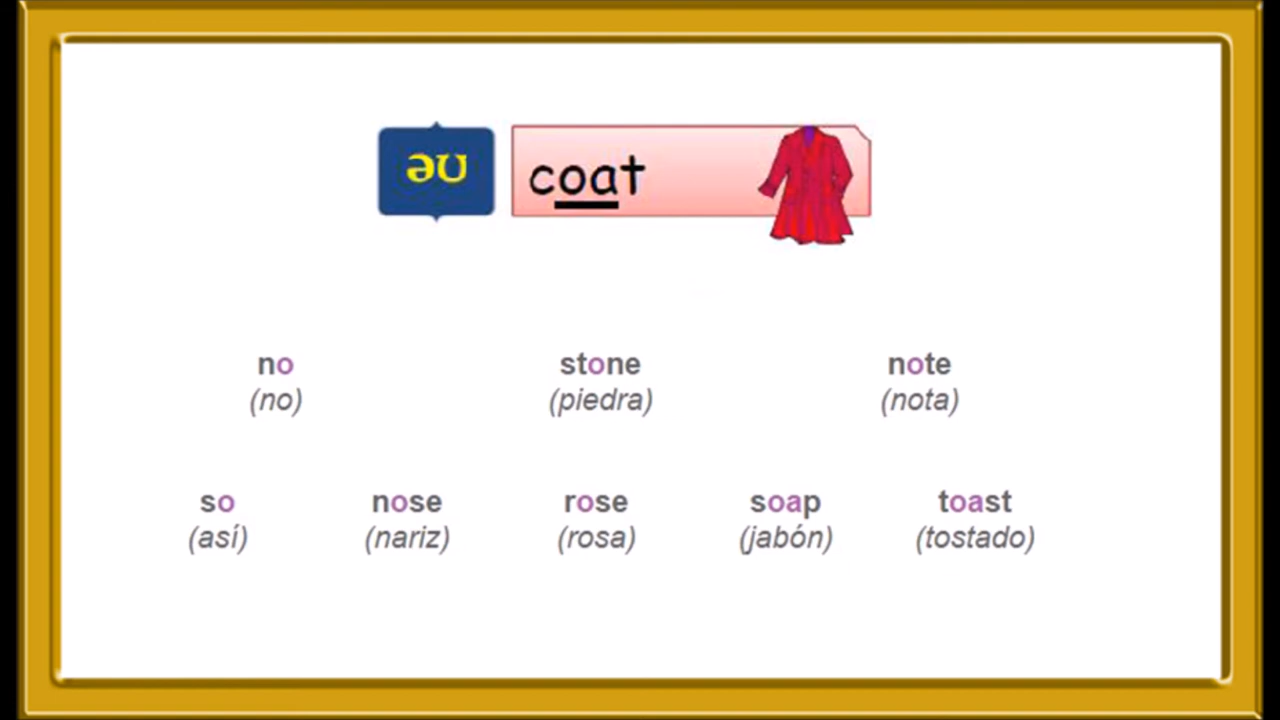 əʊ coat
no stone note
(no) (piedra) (nota)
so nose rose soap toast
(así) (nariz) (rosa) (jabón) (tostado)